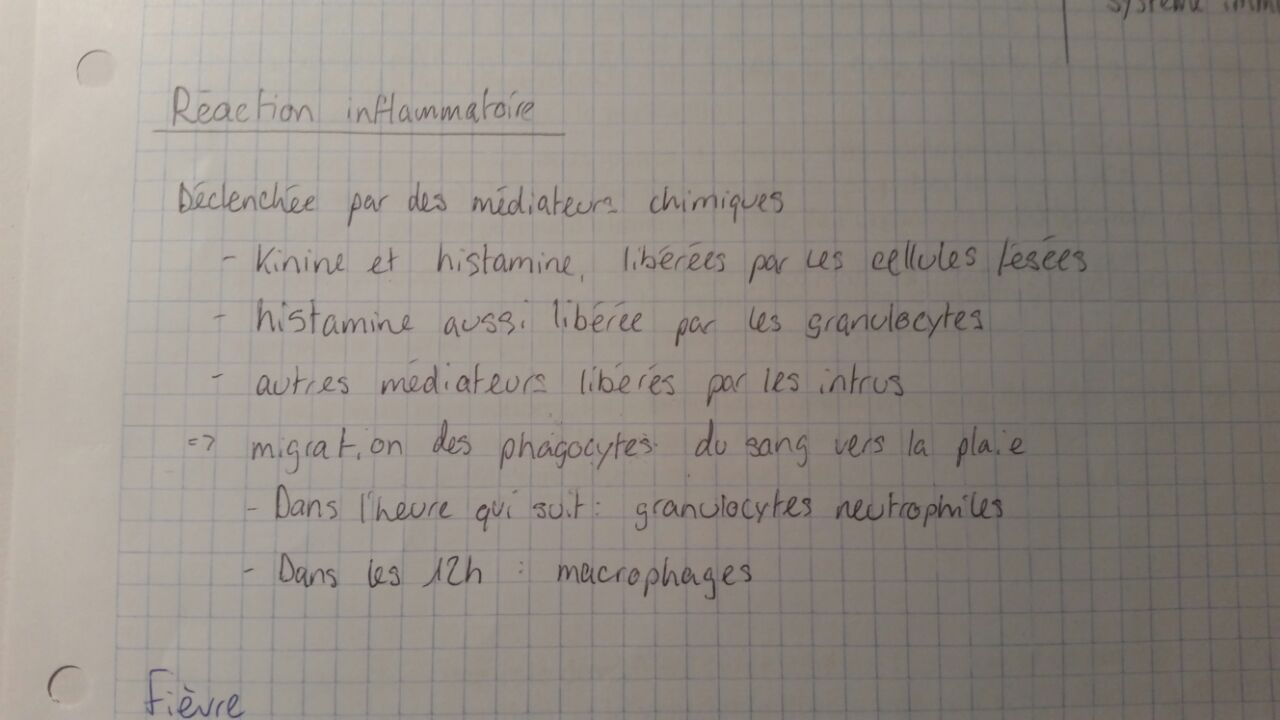 système imm
Réaction inflammatoire
Déclenchée par des médiateurs chimiques
- Kinine et histamine, libérées par les cellules lésées
- histamine aussi libérée par les granulocytes
- autres médiateurs libérés par les intrus
=> migration des phagocytes du sang vers la plaie
- Dans l'heure qui suit : granulocytes neutrophiles
- Dans les 12h : macrophages
Fièvre